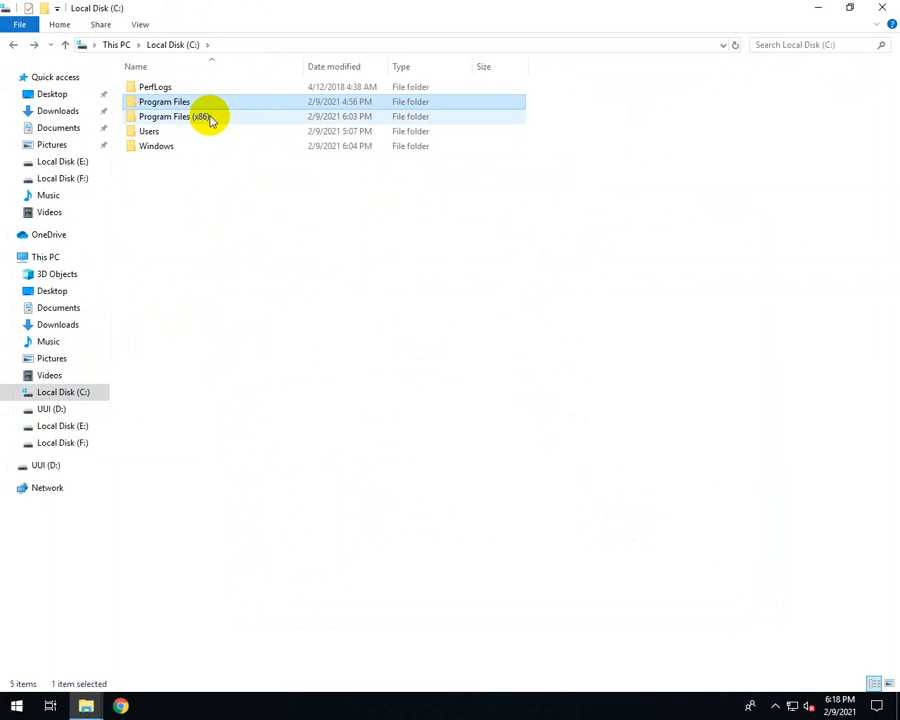 Local Disk (C:)
File Home Share View
This PC Local Disk (C:) Search Local Disk (C:)
Name Date modified Type Size
PerfLogs 4/12/2018 4:38 AM File folder
Program Files 2/9/2021 4:56 PM File folder
Program Files (x86) 2/9/2021 6:03 PM File folder
Users 2/9/2021 5:07 PM File folder
Windows 2/9/2021 6:04 PM File folder
Quick access
Desktop
Downloads
Documents
Pictures
Local Disk (E:)
Local Disk (F:)
Music
Videos
OneDrive
This PC
3D Objects
Desktop
Documents
Downloads
Music
Pictures
Videos
Local Disk (C:)
UUI (D:)
Local Disk (E:)
Local Disk (F:)
UUI (D:)
Network
5 items 1 item selected
6:18 PM
2/9/2021